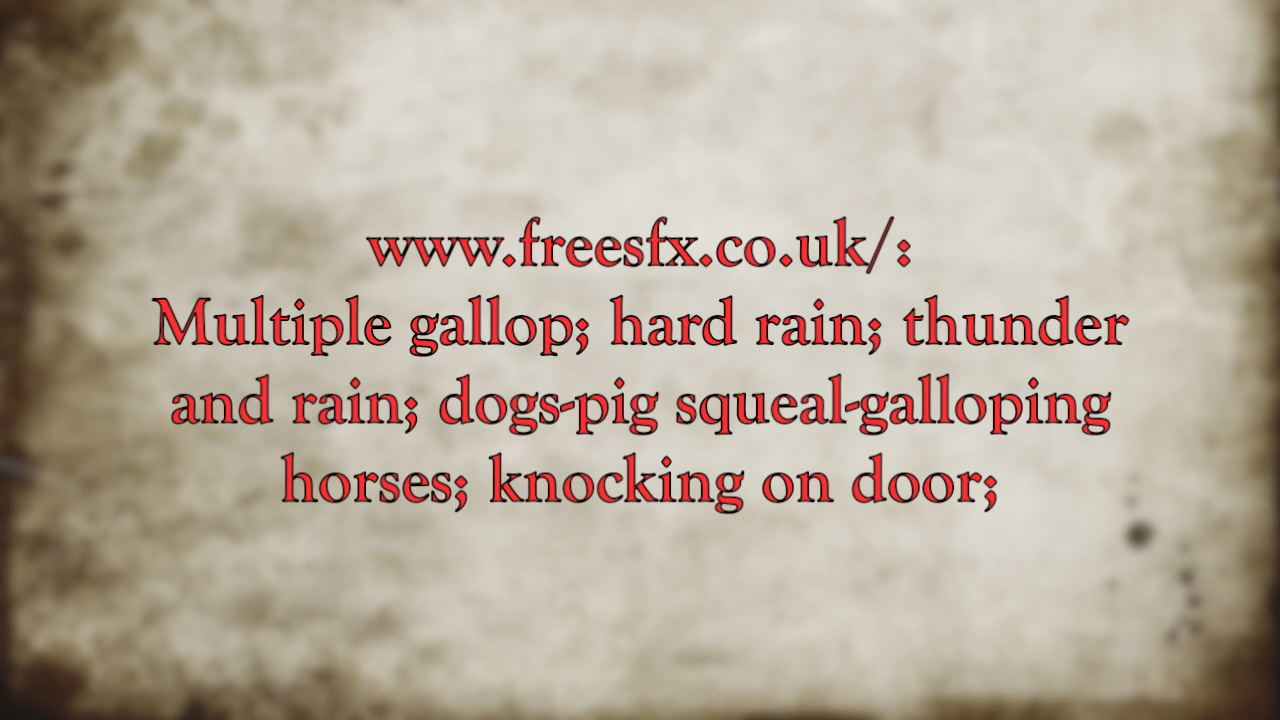 www.freesfx.co.uk/:
Multiple gallop; hard rain; thunder
and rain; dogs-pig squeal-galloping
horses; knocking on door;